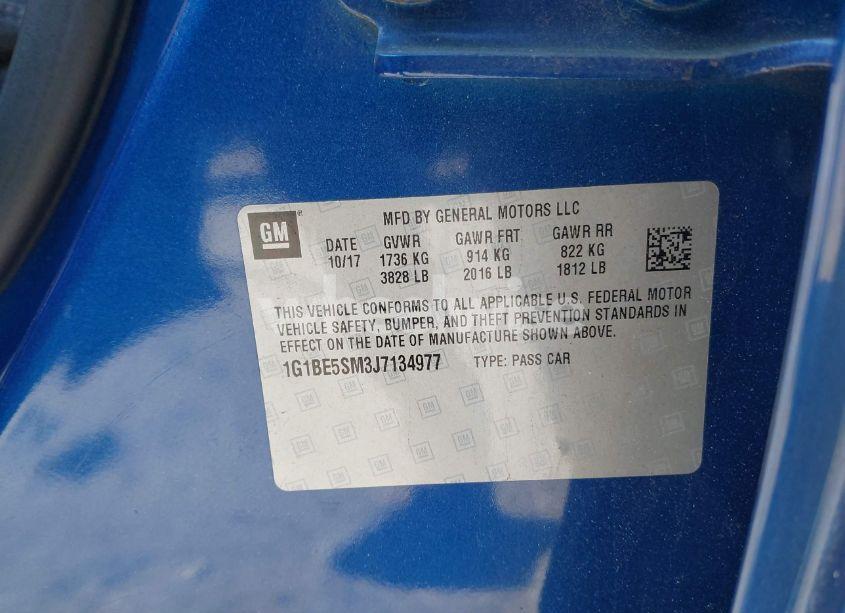 GM
MFD BY GENERAL MOTORS LLC
DATE GVWR GAWR FRT GAWR RR
10/17 1736 KG 914 KG 822 KG
3828 LB 2016 LB 1812 LB
THIS VEHICLE CONFORMS TO ALL APPLICABLE U.S. FEDERAL MOTOR
VEHICLE SAFETY, BUMPER, AND THEFT PREVENTION STANDARDS IN
EFFECT ON THE DATE OF MANUFACTURE SHOWN ABOVE.
1G1BE5SM3J7134977 TYPE: PASS CAR